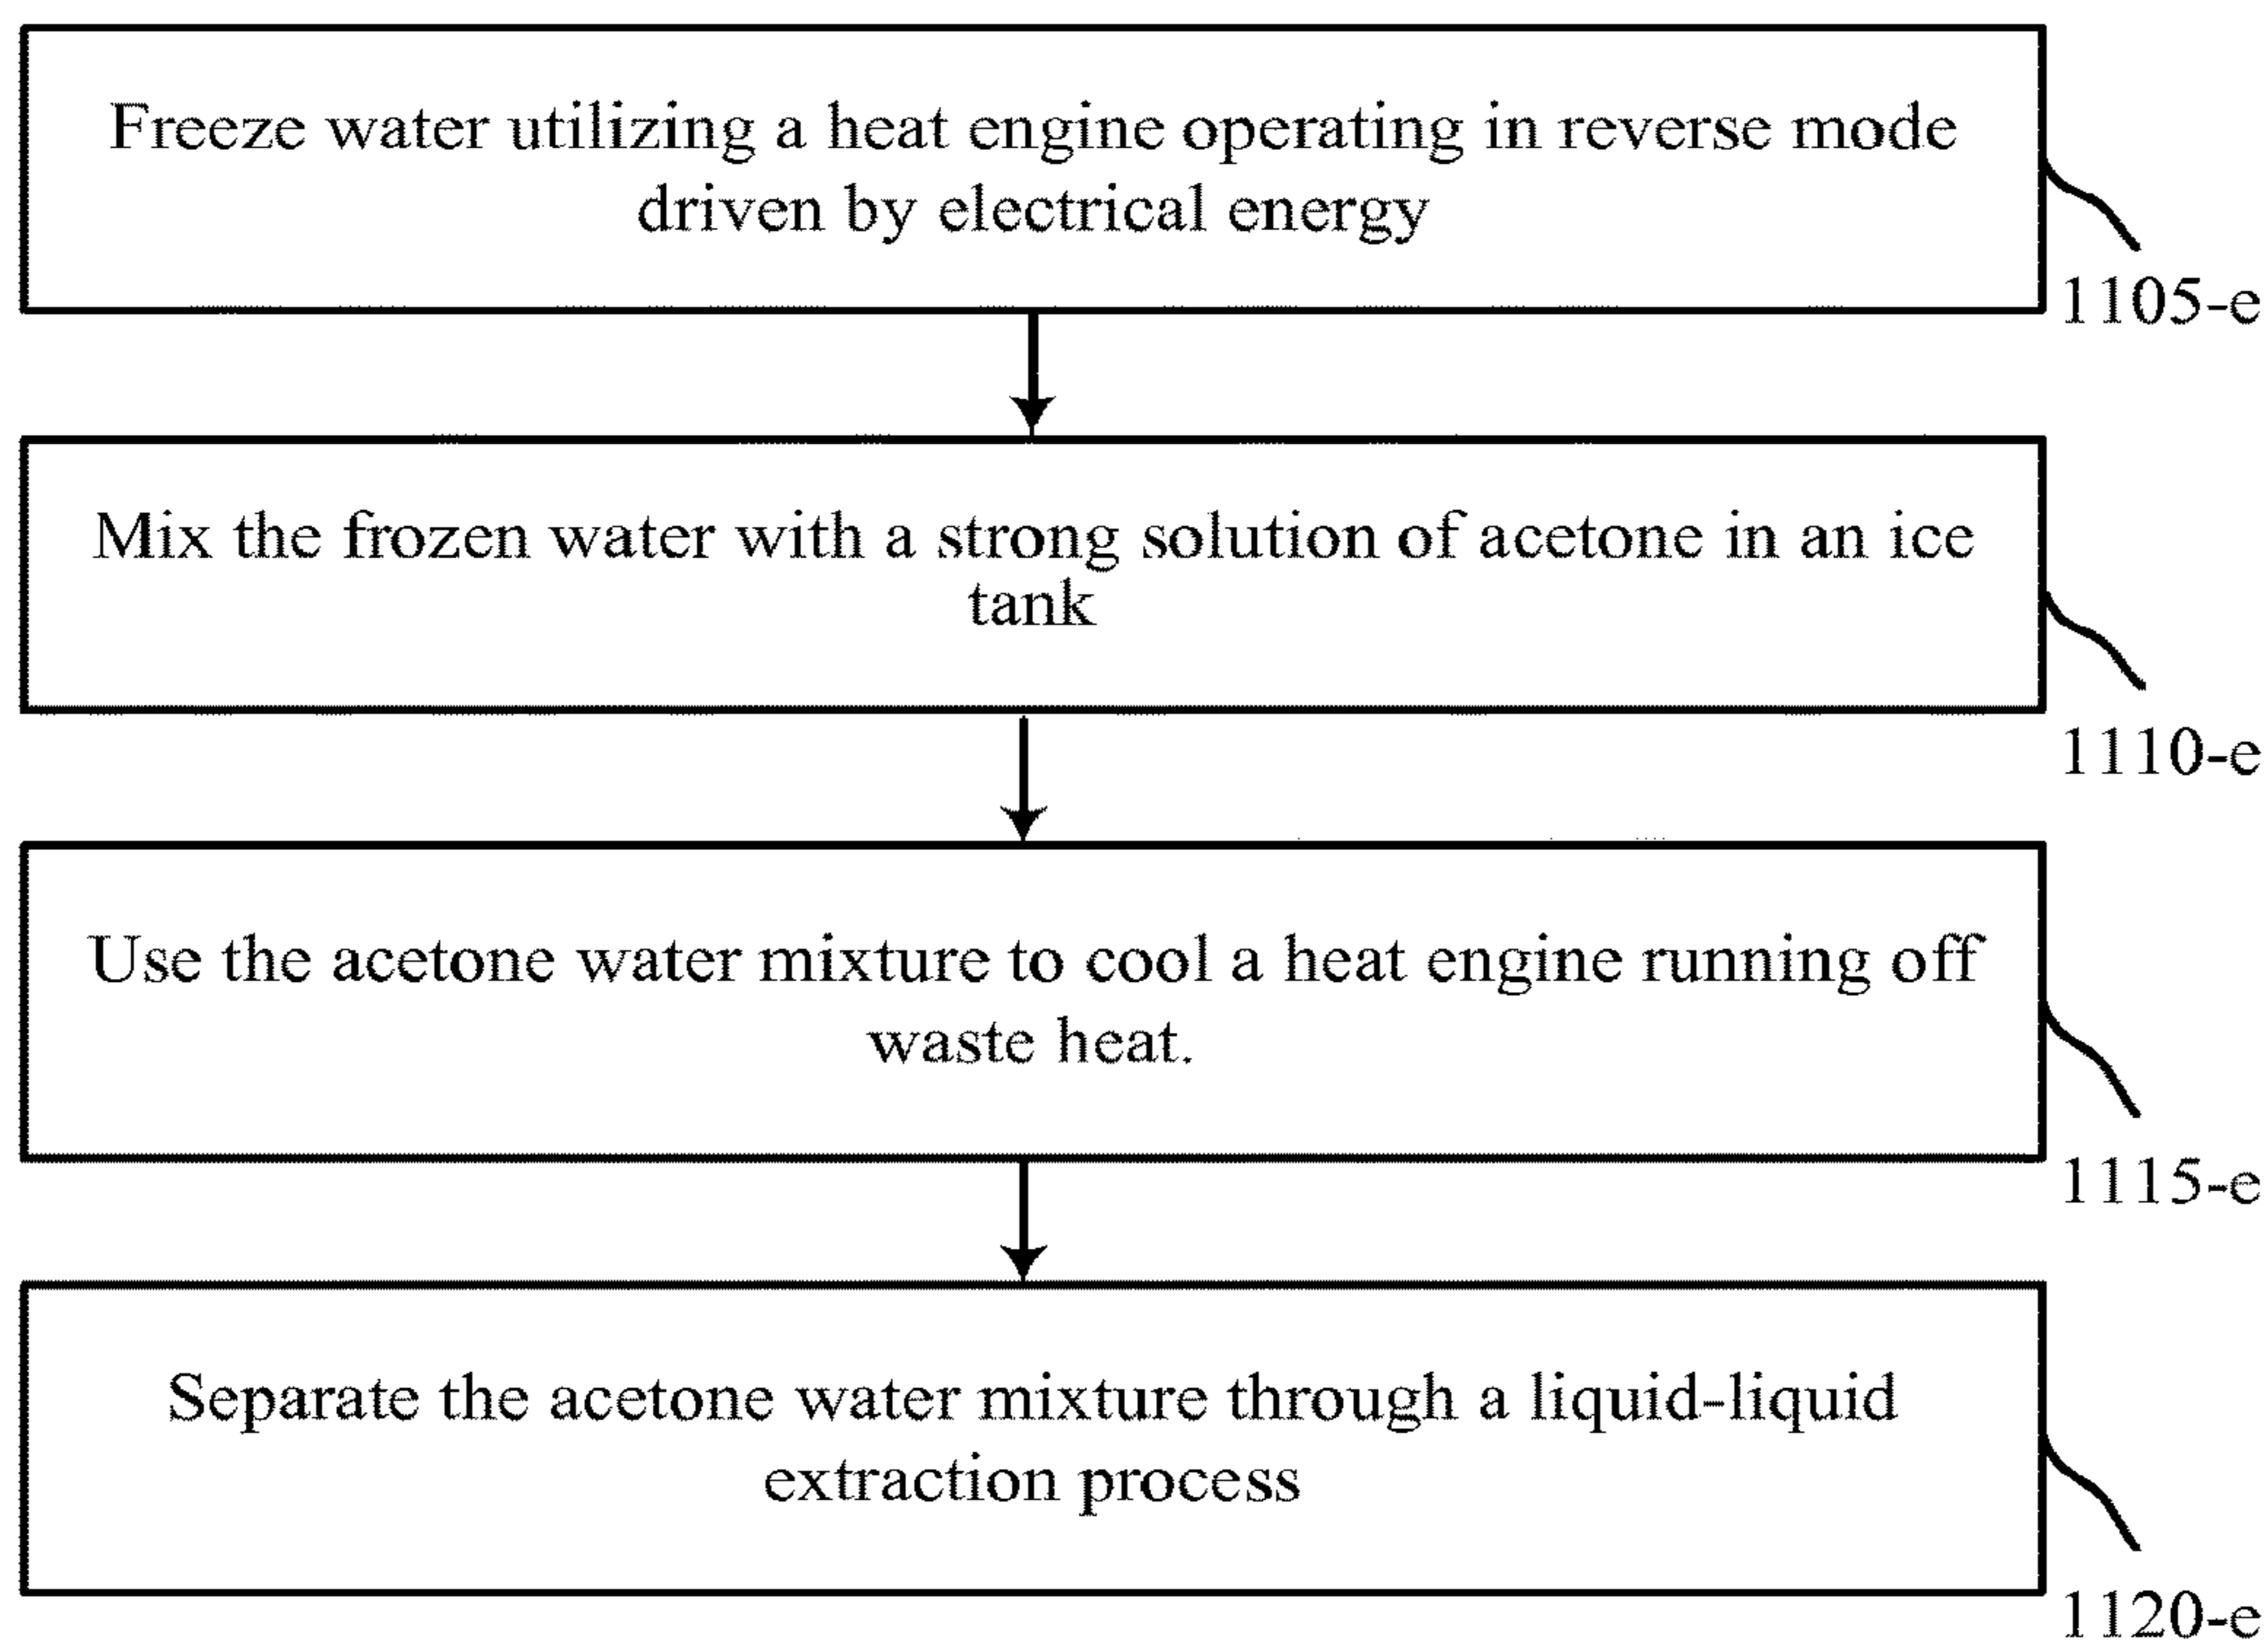 Freeze water utilizing a heat engine operating in reverse mode
driven by electrical energy
1105-e
Mix the frozen water with a strong solution of acetone in an ice
tank
1110-e
Use the acetone water mixture to cool a heat engine running off
waste heat.
1115-e
Separate the acetone water mixture through a liquid-liquid
extraction process
1120-e